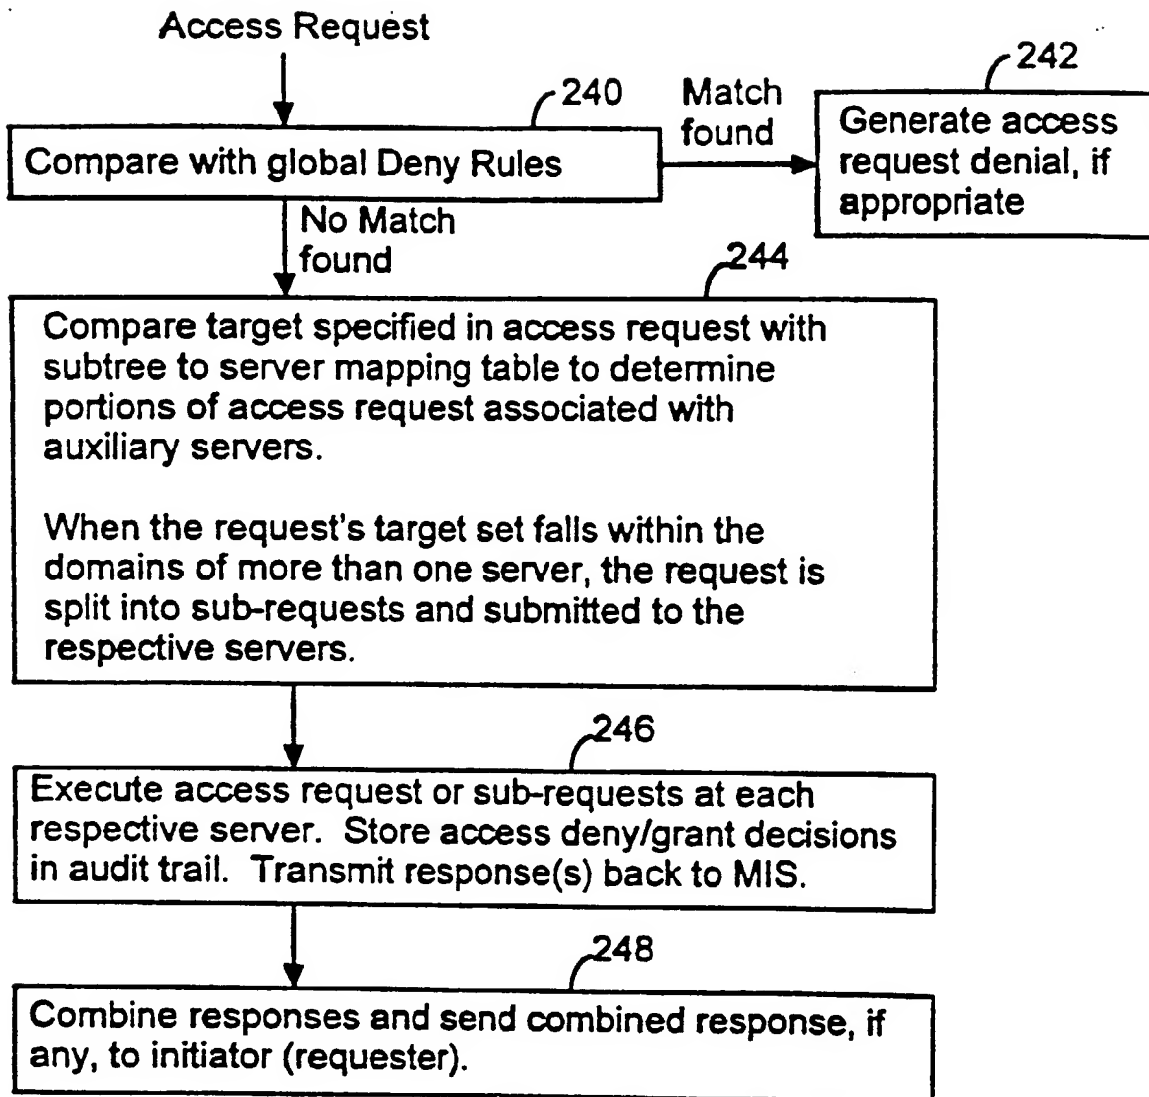 Access Request
240
Match
found
242
Compare with global Deny Rules
Generate access
request denial, if
appropriate
No Match
found
244
Compare target specified in access request with
subtree to server mapping table to determine
portions of access request associated with
auxiliary servers.
When the request's target set falls within the
domains of more than one server, the request is
split into sub-requests and submitted to the
respective servers.
246
Execute access request or sub-requests at each
respective server. Store access deny/grant decisions
in audit trail. Transmit response(s) back to MIS.
248
Combine responses and send combined response, if
any, to initiator (requester).